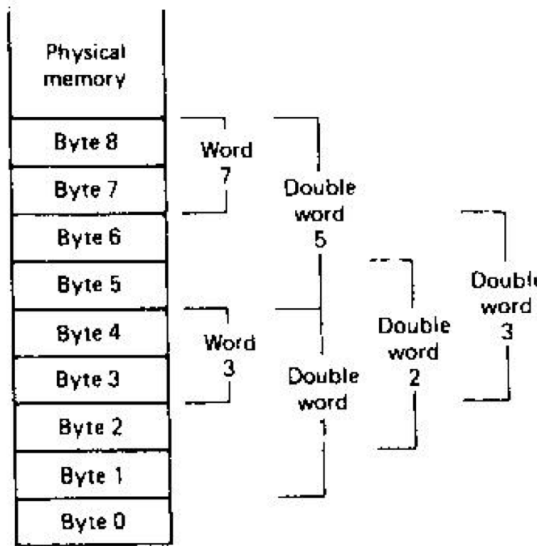 Physical
memory
Byte 8
Byte 7
Byte 6
Byte 5
Byte 4
Byte 3
Byte 2
Byte 1
Byte 0
Word
7
Word
3
Double
word
5
Double
word
1
Double
word
2
Double
word
3